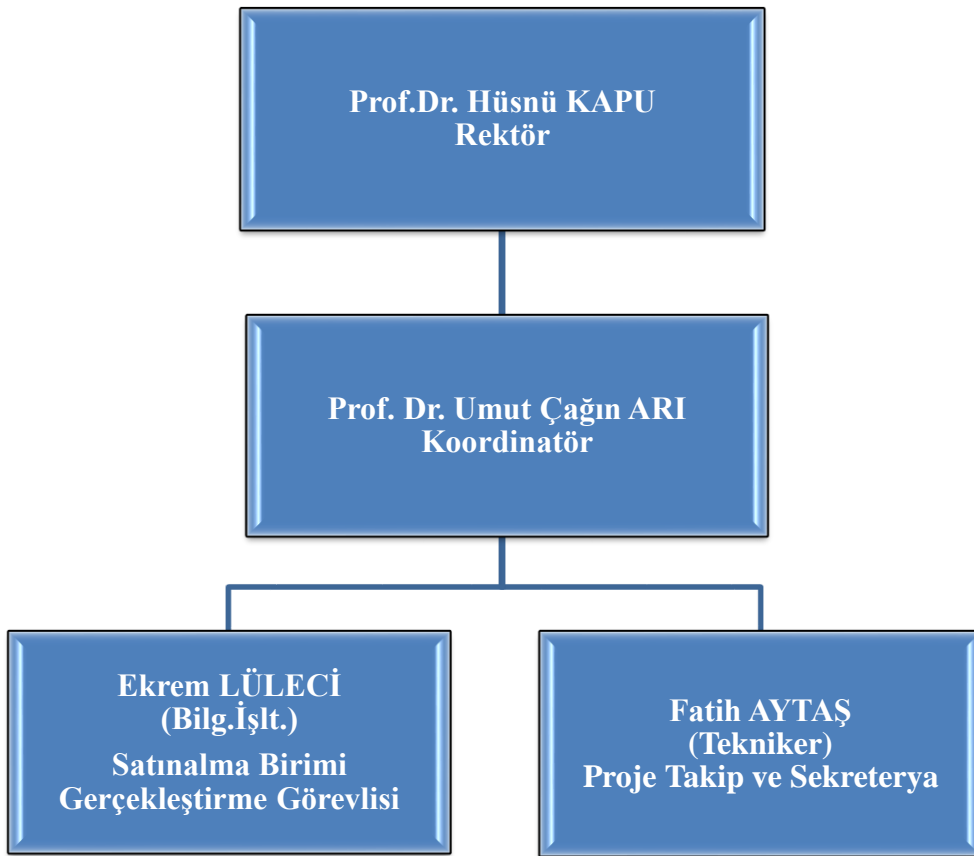 Prof.Dr. Hüsnü KAPU
Rektör
Prof. Dr. Umut Çağın ARI
Koordinatör
Ekrem LÜLECİ
(Bilg.İşlt.)
Satınalma Birimi
Gerçekleştirme Görevlisi
Fatih AYTAŞ
(Tekniker)
Proje Takip ve Sekreterya